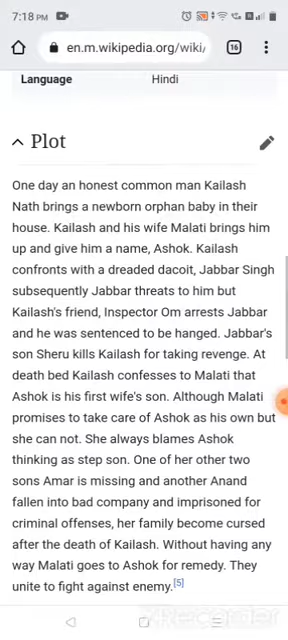 7:18 PM
en.m.wikipedia.org/wiki/
16
Language Hindi
Plot
One day an honest common man Kailash
Nath brings a newborn orphan baby in their
house. Kailash and his wife Malati brings him
up and give him a name, Ashok. Kailash
confronts with a dreaded dacoit, Jabbar Singh
subsequently Jabbar threats to him but
Kailash's friend, Inspector Om arrests Jabbar
and he was sentenced to be hanged. Jabbar's
son Sheru kills Kailash for taking revenge. At
death bed Kailash confesses to Malati that
Ashok is his first wife's son. Although Malati
promises to take care of Ashok as his own but
she can not. She always blames Ashok
thinking as step son. One of her other two
sons Amar is missing and another Anand
fallen into bad company and imprisoned for
criminal offenses, her family become cursed
after the death of Kailash. Without having any
way Malati goes to Ashok for remedy. They
unite to fight against enemy.[5]
XRecorder